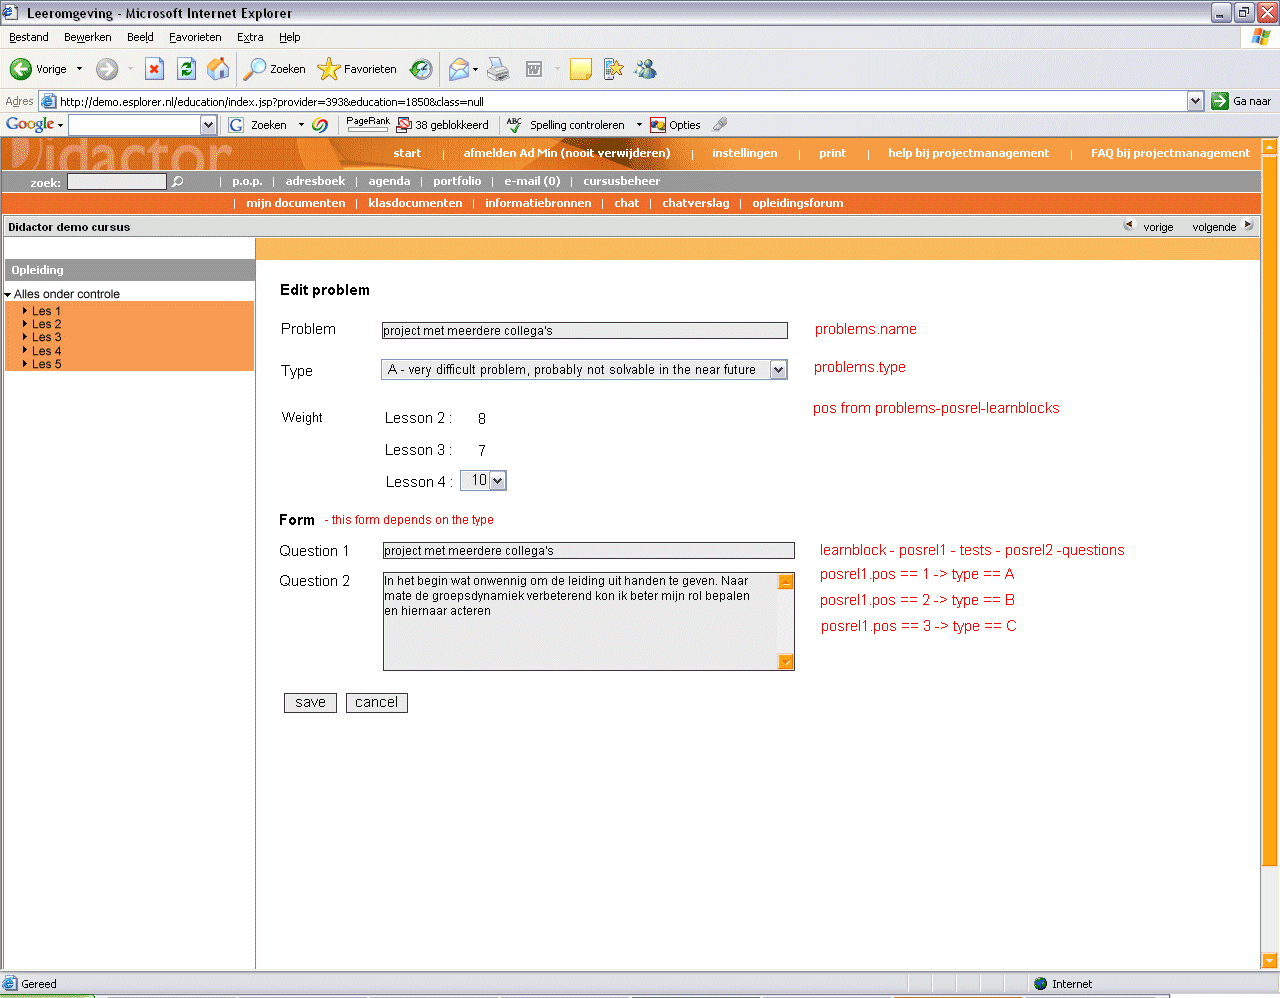 Leeromgeving - Microsoft Internet Explorer
Bestand Bewerken Beeld Favorieten Extra Help
Vorige Zoeken Favorieten
Adres http://demo.esplorer.nl/education/index.jsp?provider=393&education=1850&class=null Ga naar
Google G Zoeken PageRank 38 geblokkeerd ABC Spelling controleren Opties
Didactor start | afmelden Ad Min (nooit verwijderen) | instellingen | print | help bij projectmanagement | FAQ bij projectmanagement
zoek: | p.o.p. | adresboek | agenda | portfolio | e-mail (0) | cursusbeheer
| mijn documenten | klasdocumenten | informatiebronnen | chat | chatverslag | opleidingsforum
Didactor demo cursus vorige volgende
Opleiding
Alles onder controle
Les 1
Les 2
Les 3
Les 4
Les 5
Edit problem
Problem project met meerdere collega's problems.name
Type A - very difficult problem, probably not solvable in the near future problems.type
pos from problems-posrel-learnblocks
Weight Lesson 2 : 8
Lesson 3 : 7
Lesson 4 : 10
Form - this form depends on the type
Question 1 project met meerdere collega's learnblock - posrel1 - tests - posrel2 -questions
Question 2 In het begin wat onwennig om de leiding uit handen te geven. Naar
mate de groepsdynamiek verbeterend kon ik beter mijn rol bepalen
en hiernaar acteren
posrel1.pos == 1 -> type == A
posrel1.pos == 2 -> type == B
posrel1.pos == 3 -> type == C
save cancel
Gereed Internet